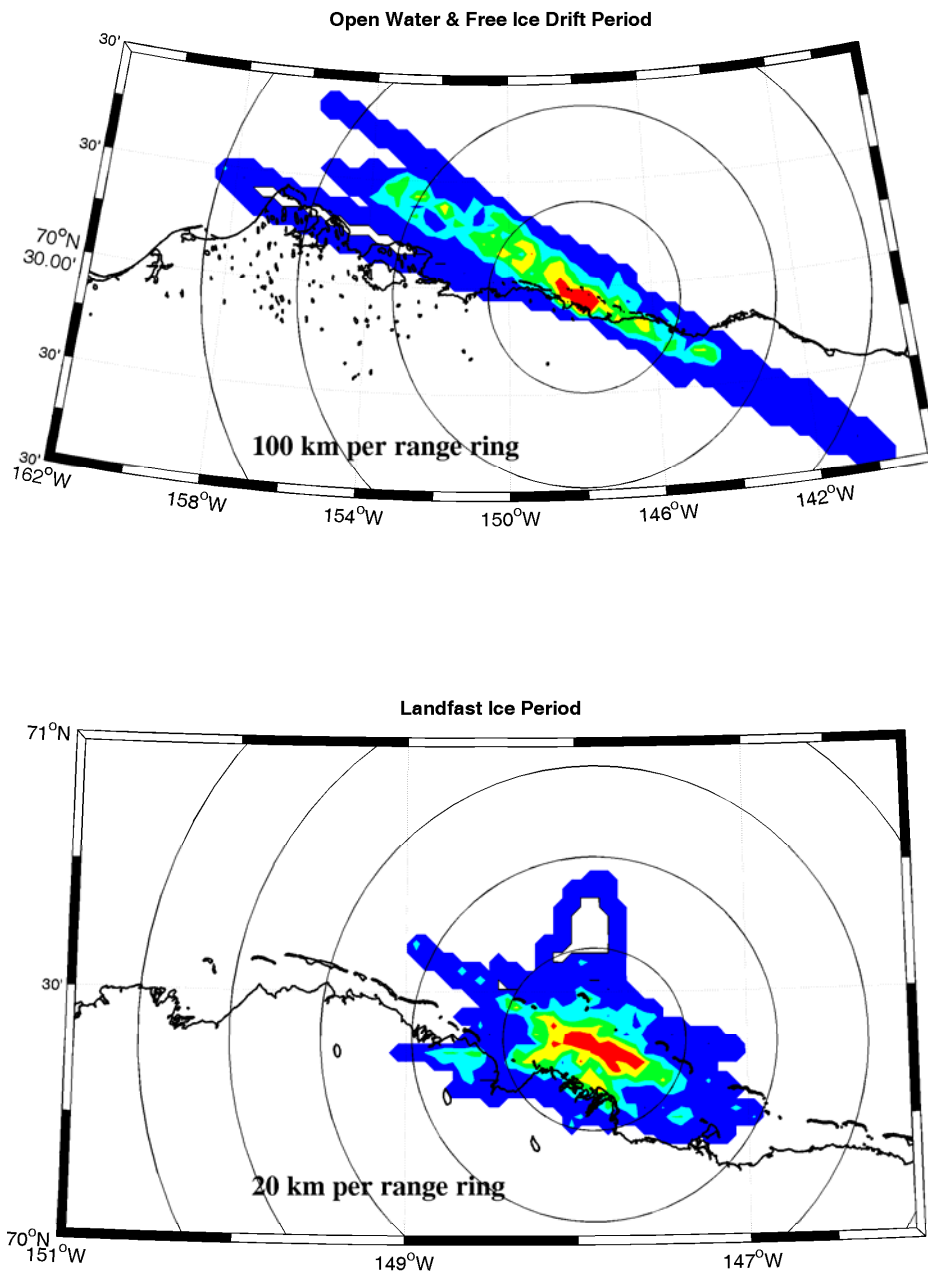 Open Water & Free Ice Drift Period
30'
30'
70°N
30.00'
30'
30'
162°W
158°W
154°W
150°W
146°W
142°W
100 km per range ring
Landfast Ice Period
71°N
30'
70°N
151°W
149°W
147°W
20 km per range ring